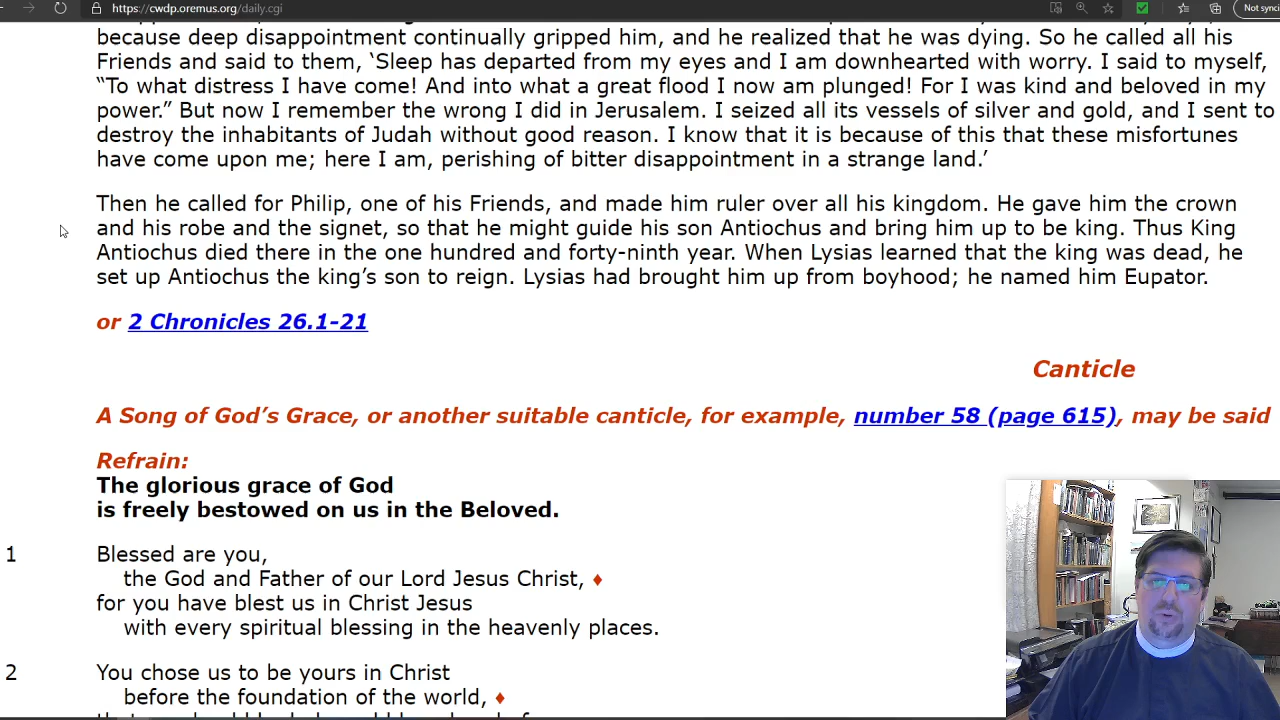 https://cwdp.oremus.org/daily.cgi
Not synci
because deep disappointment continually gripped him, and he realized that he was dying. So he called all his
Friends and said to them, ‘Sleep has departed from my eyes and I am downhearted with worry. I said to myself,
“To what distress I have come! And into what a great flood I now am plunged! For I was kind and beloved in my
power.” But now I remember the wrong I did in Jerusalem. I seized all its vessels of silver and gold, and I sent to
destroy the inhabitants of Judah without good reason. I know that it is because of this that these misfortunes
have come upon me; here I am, perishing of bitter disappointment in a strange land.’
Then he called for Philip, one of his Friends, and made him ruler over all his kingdom. He gave him the crown
and his robe and the signet, so that he might guide his son Antiochus and bring him up to be king. Thus King
Antiochus died there in the one hundred and forty-ninth year. When Lysias learned that the king was dead, he
set up Antiochus the king’s son to reign. Lysias had brought him up from boyhood; he named him Eupator.
or 2 Chronicles 26.1-21
Canticle
A Song of God’s Grace, or another suitable canticle, for example, number 58 (page 615), may be said
Refrain:
The glorious grace of God
is freely bestowed on us in the Beloved.
1 Blessed are you,
the God and Father of our Lord Jesus Christ, ♦
for you have blest us in Christ Jesus
with every spiritual blessing in the heavenly places.
2 You chose us to be yours in Christ
before the foundation of the world, ♦